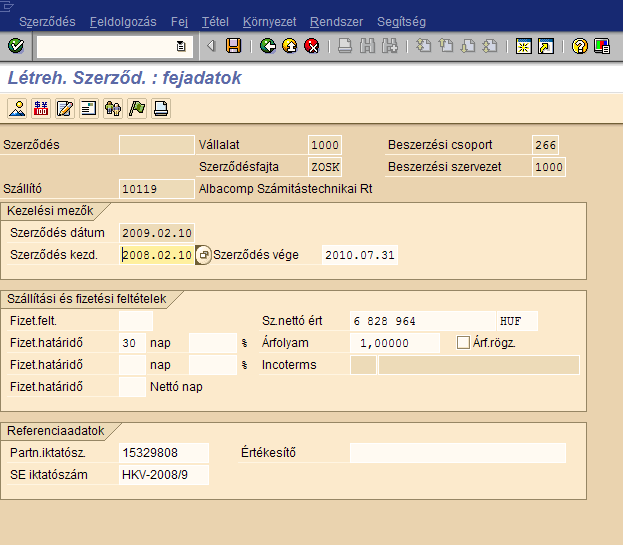 Szerződés Feldolgozás Fej Tétel Környezet Rendszer Segítség
Létreh. Szerződ. : fejadatok
Szerződés Vállalat 1000 Beszerzési csoport 266
Szerződésfajta ZOSK Beszerzési szervezet 1000
Szállító 10119 Albacomp Számitástechnikai Rt
Kezelési mezők
Szerződés dátum 2009.02.10
Szerződés kezd. 2008.02.10 Szerződés vége 2010.07.31
Szállítási és fizetési feltételek
Fizet.felt. Sz.nettó ért 6 828 964 HUF
Fizet.határidő 30 nap % Árfolyam 1,00000 Árf.rögz.
Fizet.határidő nap % Incoterms
Fizet.határidő Nettó nap
Referenciaadatok
Partn.iktatósz. 15329808 Értékesítő
SE iktatószám HKV-2008/9